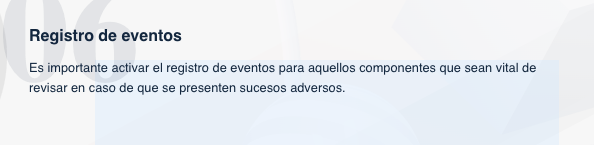 06
Registro de eventos
Es importante activar el registro de eventos para aquellos componentes que sean vital de
revisar en caso de que se presenten sucesos adversos.